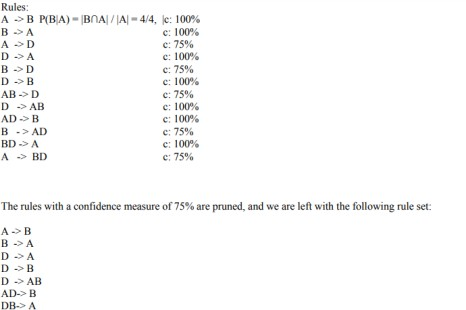 Rules:
A -> B P(B|A) = |B∩A| / |A| = 4/4, |c: 100%
B -> A c: 100%
A -> D c: 75%
D -> A c: 100%
B -> D c: 75%
D -> B c: 100%
AB -> D c: 75%
D -> AB c: 100%
AD -> B c: 100%
B -> AD c: 75%
BD -> A c: 100%
A -> BD c: 75%
The rules with a confidence measure of 75% are pruned, and we are left with the following rule set:
A -> B
B -> A
D -> A
D -> B
D -> AB
AD-> B
DB-> A